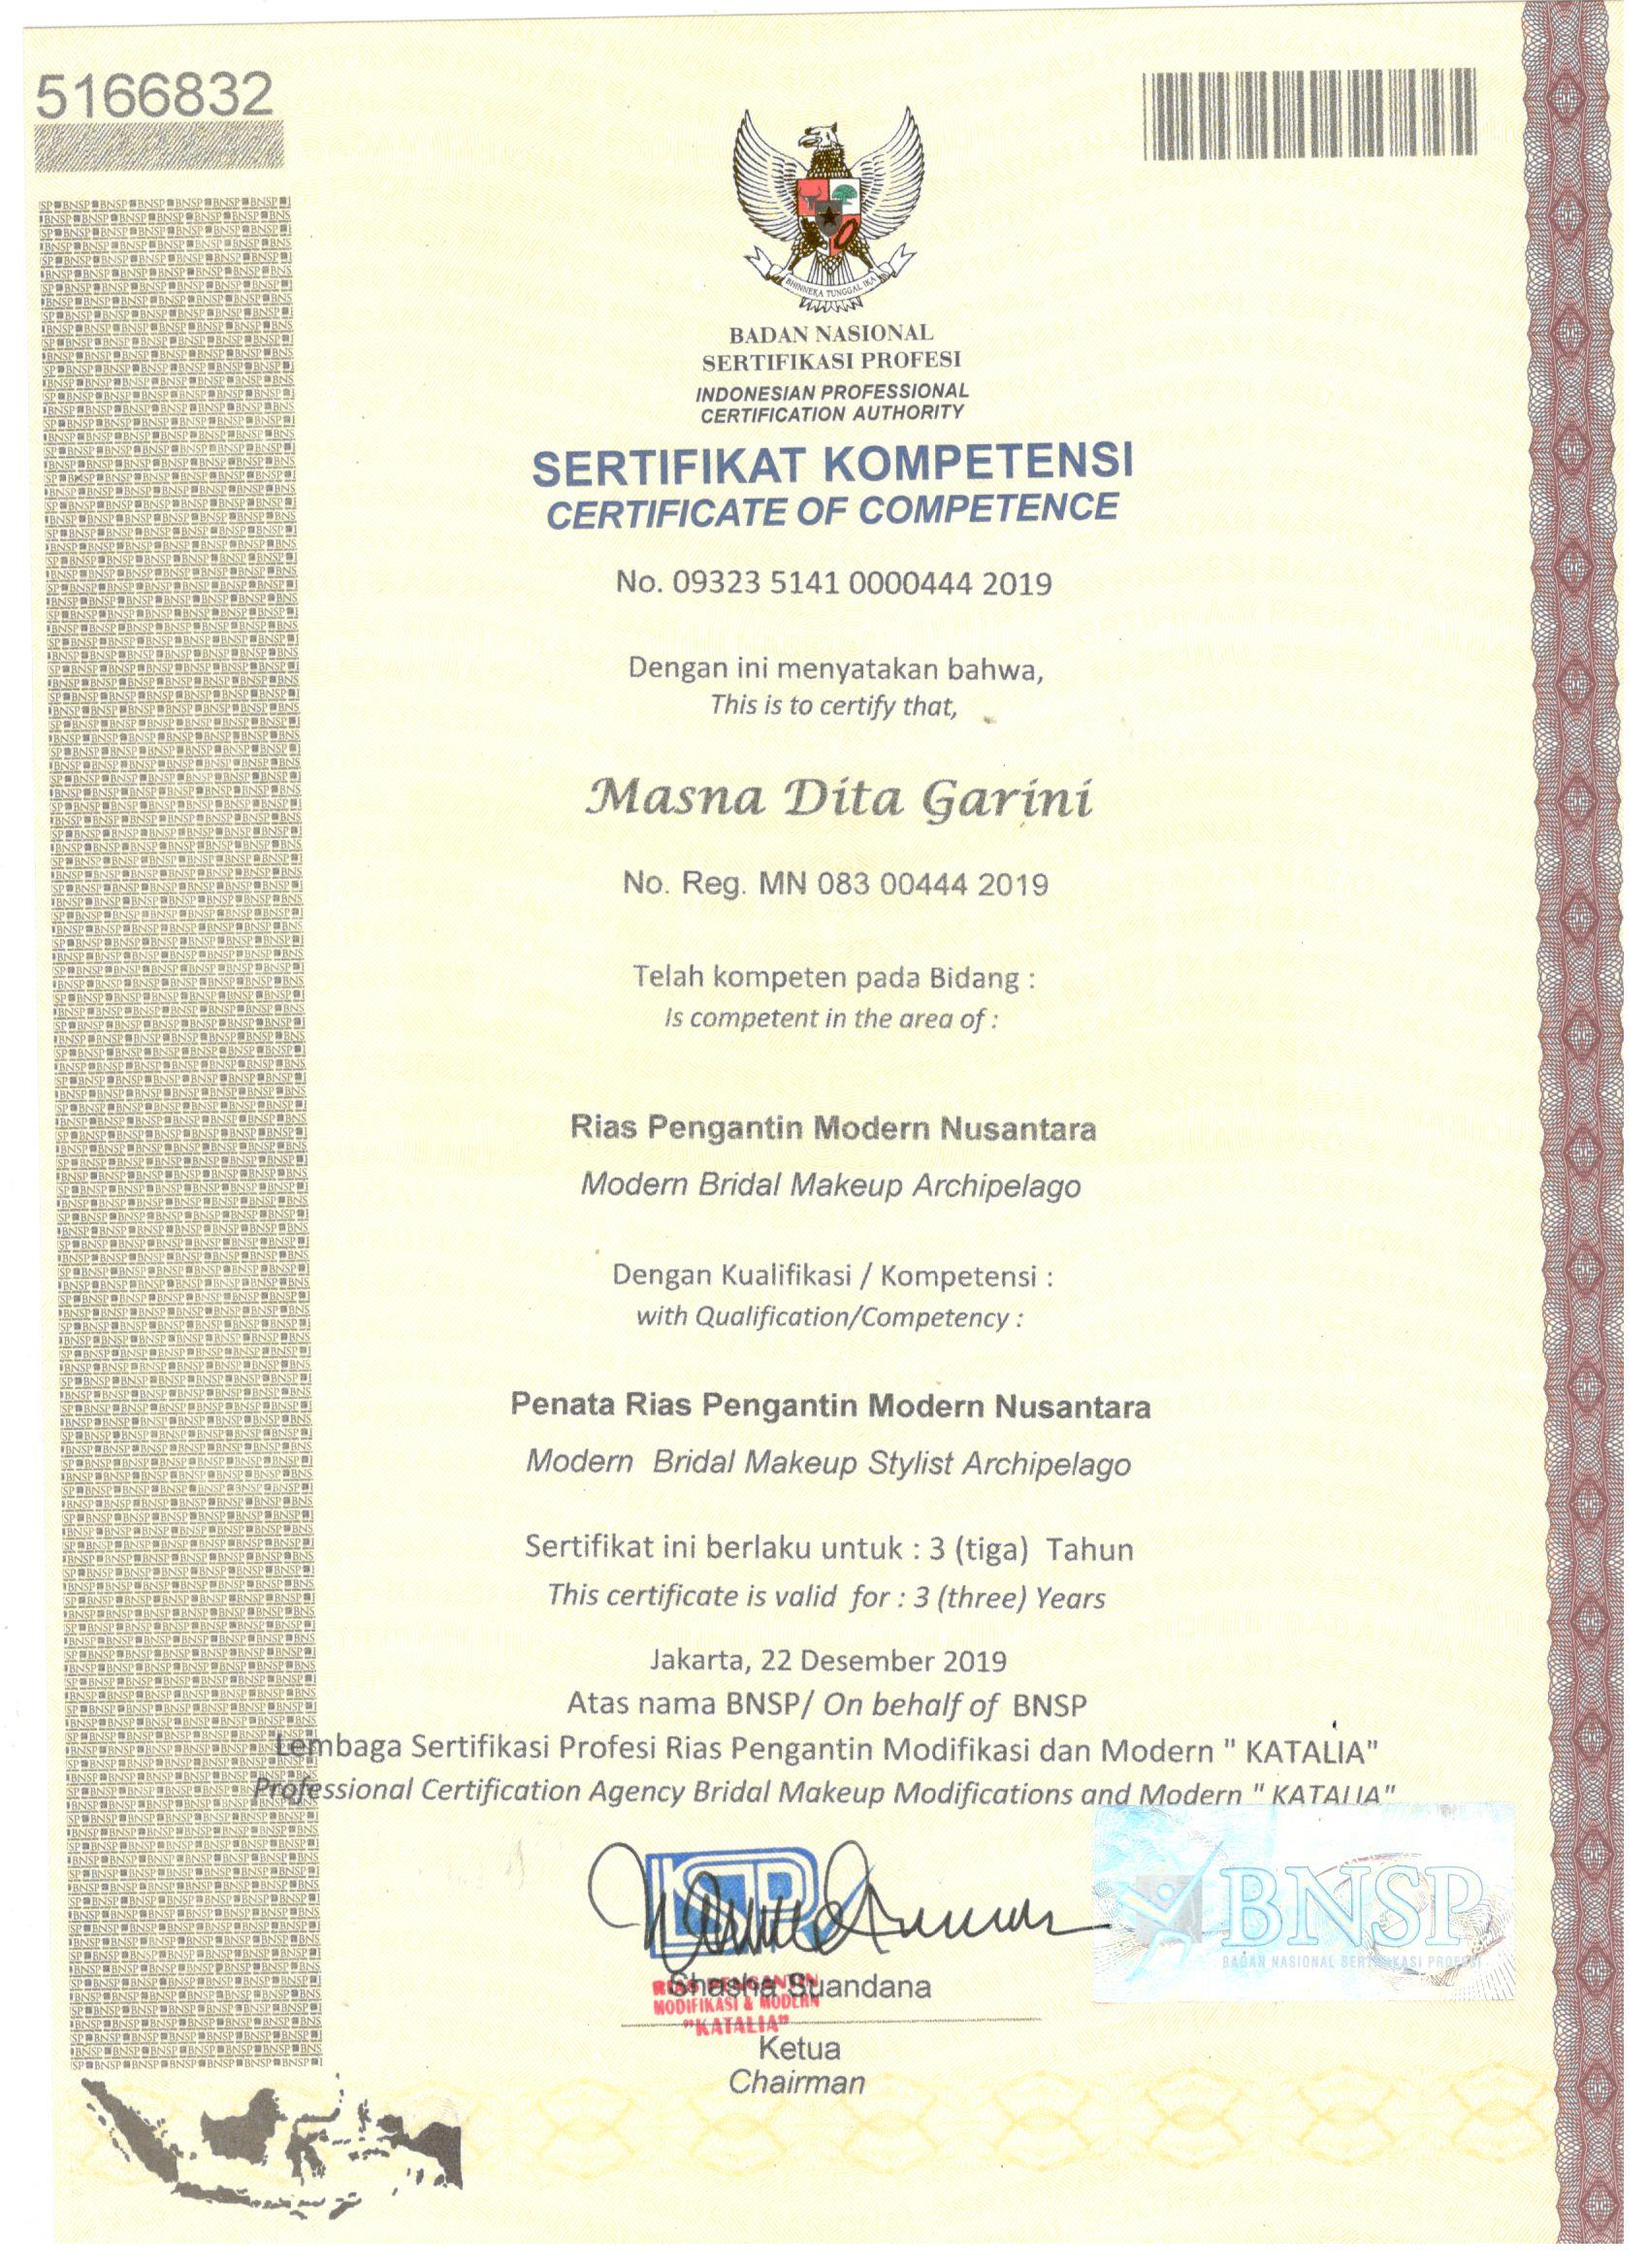 5166832
BHINNEKA TUNGGAL IKA
BADAN NASIONAL
SERTIFIKASI PROFESI
INDONESIAN PROFESSIONAL
CERTIFICATION AUTHORITY
SERTIFIKAT KOMPETENSI
CERTIFICATE OF COMPETENCE
No. 09323 5141 0000444 2019
Dengan ini menyatakan bahwa,
This is to certify that,
Masna Dita Garini
No. Reg. MN 083 00444 2019
Telah kompeten pada Bidang :
Is competent in the area of :
Rias Pengantin Modern Nusantara
Modern Bridal Makeup Archipelago
Dengan Kualifikasi / Kompetensi :
with Qualification/Competency :
Penata Rias Pengantin Modern Nusantara
Modern Bridal Makeup Stylist Archipelago
Sertifikat ini berlaku untuk : 3 (tiga) Tahun
This certificate is valid for : 3 (three) Years
Jakarta, 22 Desember 2019
Atas nama BNSP/ On behalf of BNSP
Lembaga Sertifikasi Profesi Rias Pengantin Modifikasi dan Modern " KATALIA"
Professional Certification Agency Bridal Makeup Modifications and Modern " KATALIA"
LSP
BNSP
BADAN NASIONAL SERTIFIKASI PROFESI
Shasha Suandana
RIAS PENGANTIN
MODIFIKASI & MODERN
"KATALIA"
Ketua
Chairman